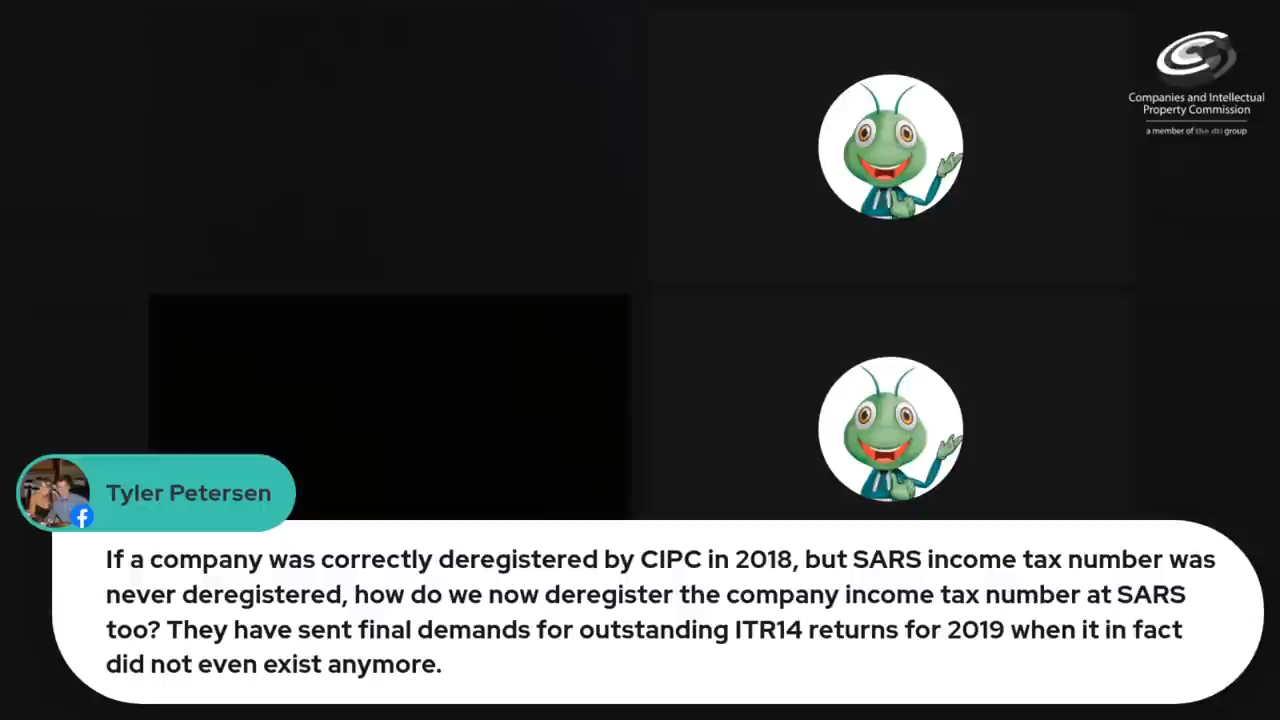 Companies and Intellectual
Property Commission
a member of the dti group
Tyler Petersen
If a company was correctly deregistered by CIPC in 2018, but SARS income tax number was
never deregistered, how do we now deregister the company income tax number at SARS
too? They have sent final demands for outstanding ITR14 returns for 2019 when it in fact
did not even exist anymore.